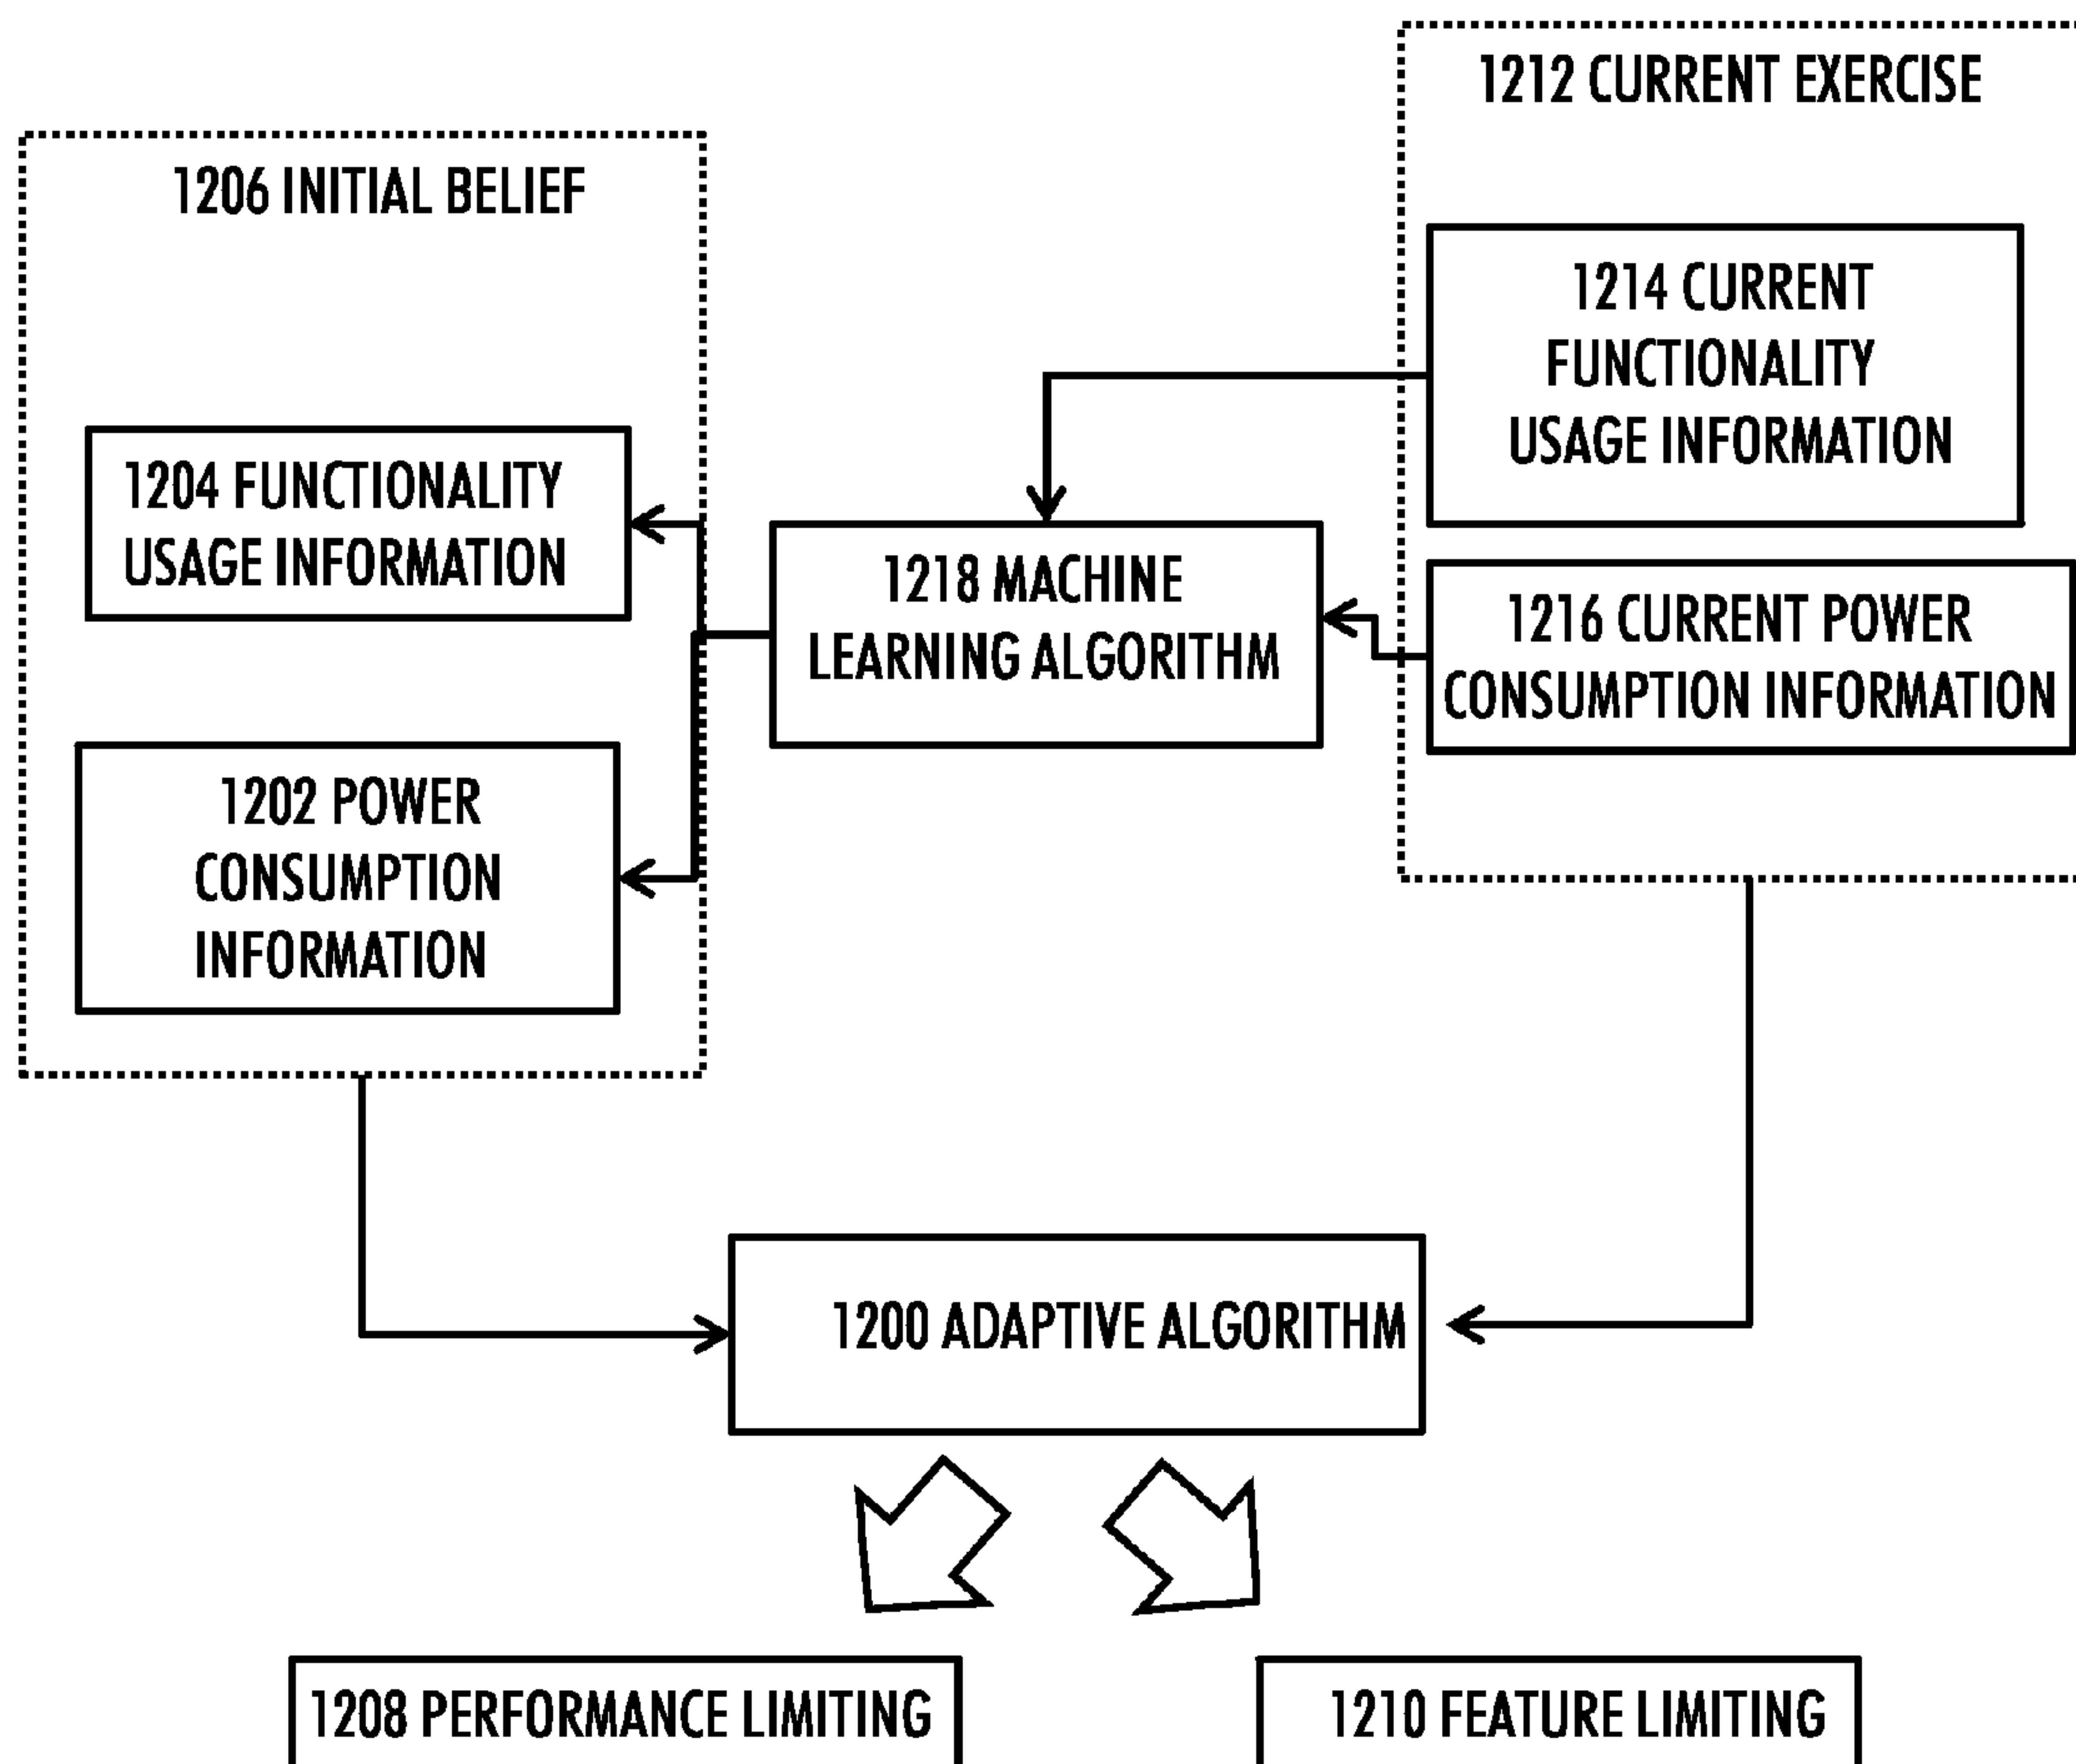 1212 CURRENT EXERCISE
1206 INITIAL BELIEF
1214 CURRENT
FUNCTIONALITY
USAGE INFORMATION
1204 FUNCTIONALITY
USAGE INFORMATION
1218 MACHINE
LEARNING ALGORITHM
1216 CURRENT POWER
CONSUMPTION INFORMATION
1202 POWER
CONSUMPTION
INFORMATION
1200 ADAPTIVE ALGORITHM
1208 PERFORMANCE LIMITING
1210 FEATURE LIMITING